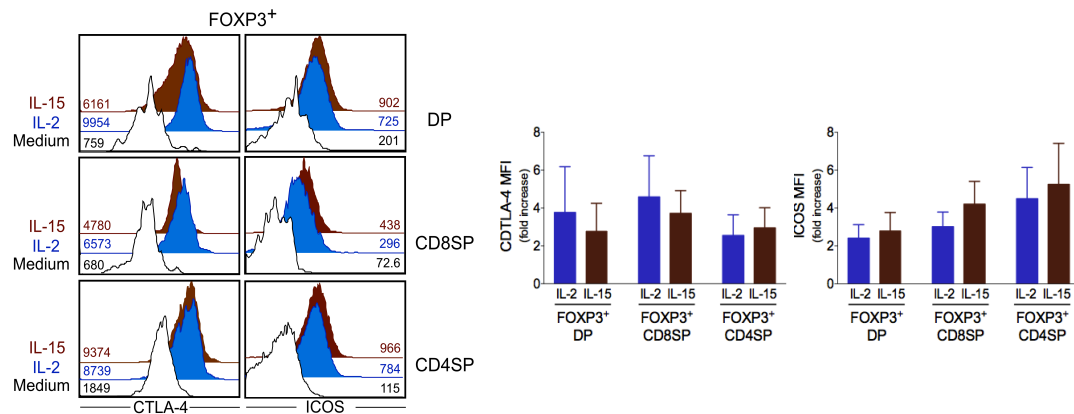 FOXP3+
IL-15 6161 902
IL-2 9954 725 DP
Medium 759 201
IL-15 4780 438
IL-2 6573 296 CD8SP
Medium 680 72.6
IL-15 9374 966
IL-2 8739 784 CD4SP
Medium 1849 115
CTLA-4 ICOS
CDTLA-4 MFI
(fold increase)
8
6
4
2
0
IL-2 IL-15 IL-2 IL-15 IL-2 IL-15
FOXP3+ FOXP3+ FOXP3+
DP CD8SP CD4SP
ICOS MFI
(fold increase)
8
6
4
2
0
IL-2 IL-15 IL-2 IL-15 IL-2 IL-15
FOXP3+ FOXP3+ FOXP3+
DP CD8SP CD4SP